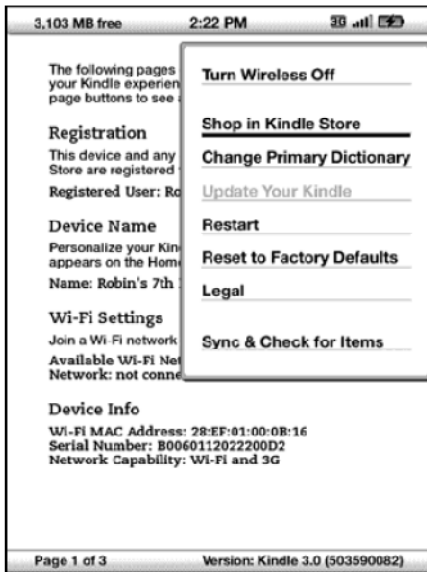 3,103 MB free 2:22 PM 3G
The following pages
your Kindle experien
page buttons to see
Registration
This device and any
Store are registered
Registered User: Ro
Device Name
Personalize your Kin
appears on the Hom
Name: Robin's 7th
Wi-Fi Settings
Join a Wi-Fi network
Available Wi-Fi Net
Network: not conne
Device Info
Wi-Fi MAC Address: 28:EF:01:00:0B:16
Serial Number: B0060112022200D2
Network Capability: Wi-Fi and 3G
Turn Wireless Off
Shop in Kindle Store
Change Primary Dictionary
Update Your Kindle
Restart
Reset to Factory Defaults
Legal
Sync & Check for Items
Page 1 of 3 Version: Kindle 3.0 (503590082)